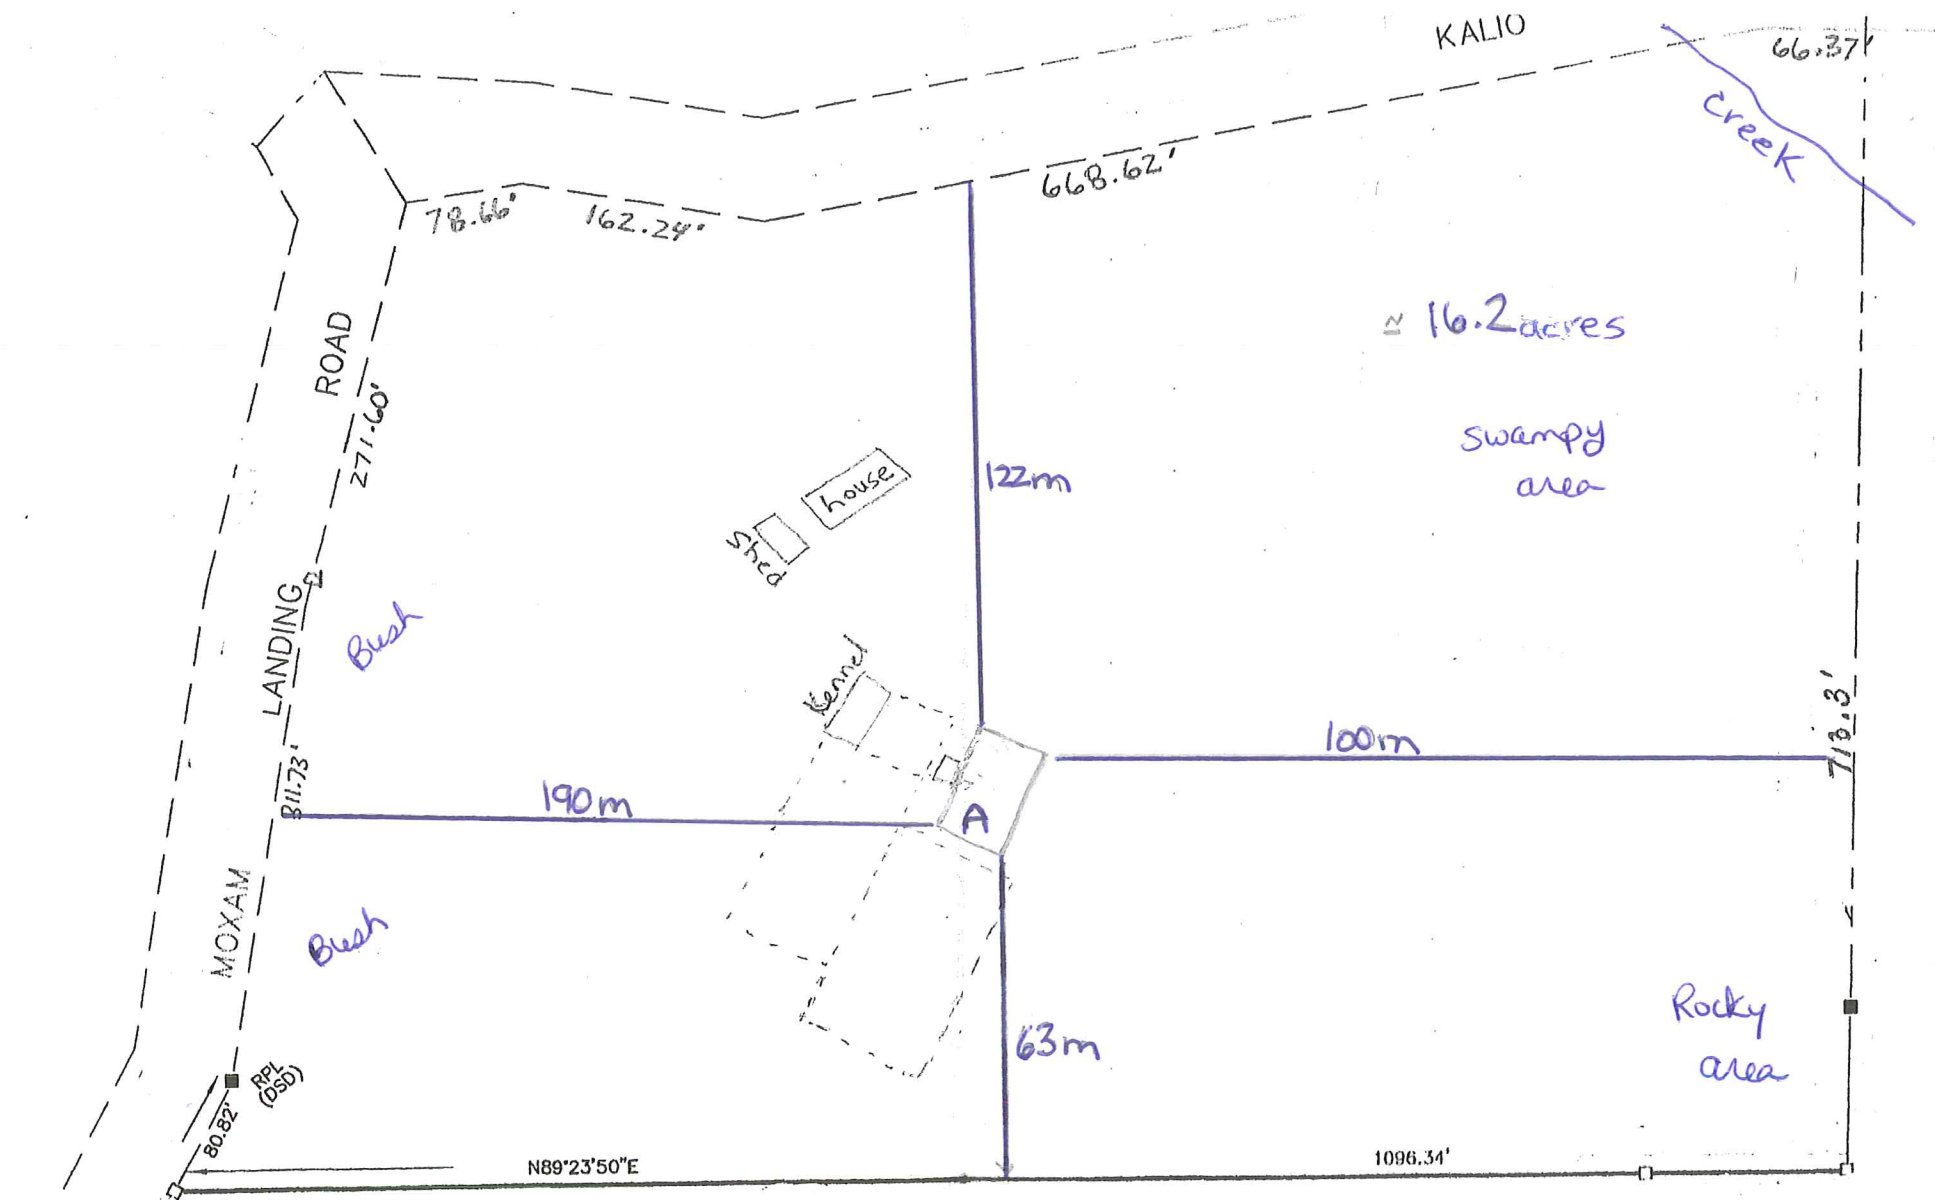 KALIO
66.37'
Creek
668.62'
78.66'
162.24'
≈ 16.2 acres
ROAD
271.60'
swampy
area
122m
house
Shed
LANDING
Bush
Kennel
713.3'
100m
311.73'
190m
A
MOXAM
Bush
Rocky
area
63m
RPL
(DSD)
80.82'
N89°23'50"E
1096.34'